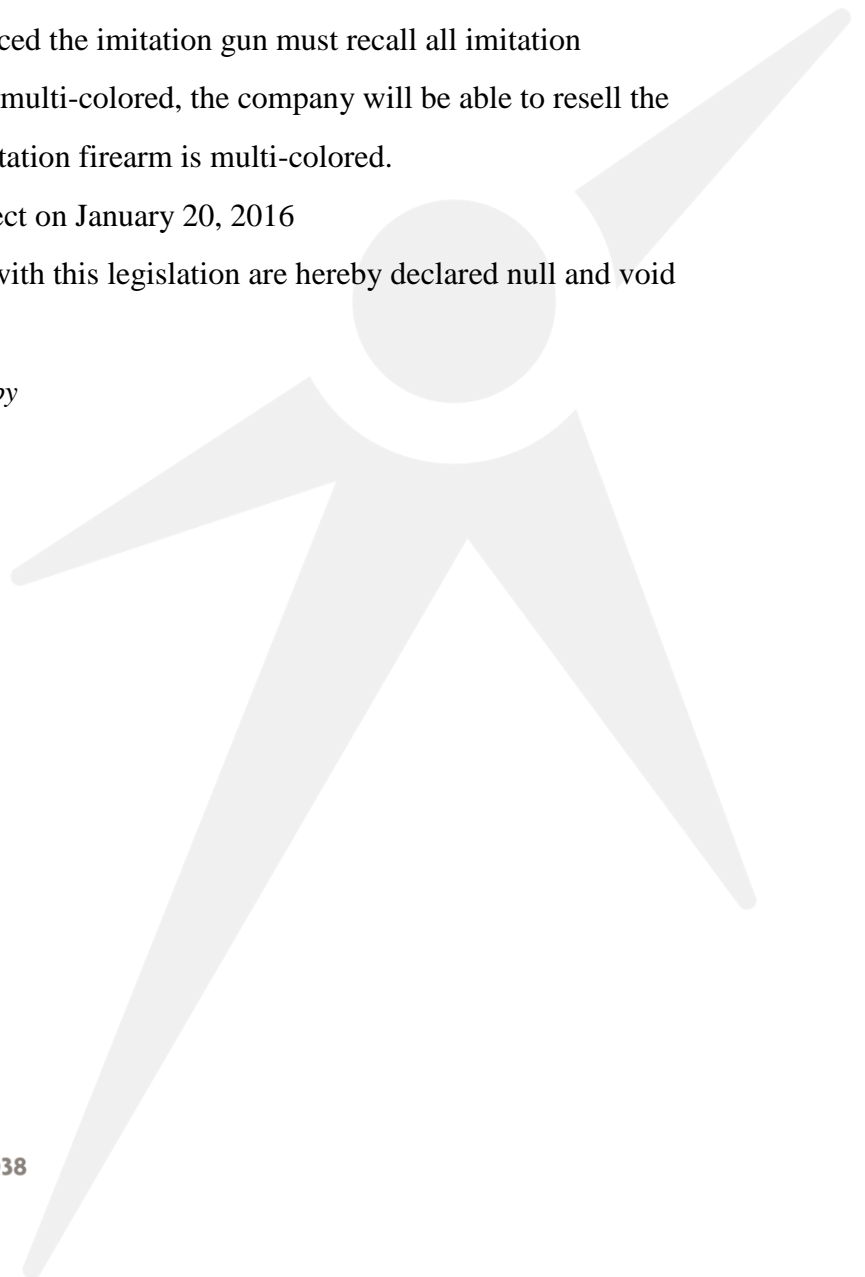 ced the imitation gun must recall all imitation
multi-colored, the company will be able to resell the
tation firearm is multi-colored.
ect on January 20, 2016
with this legislation are hereby declared null and void
by
38